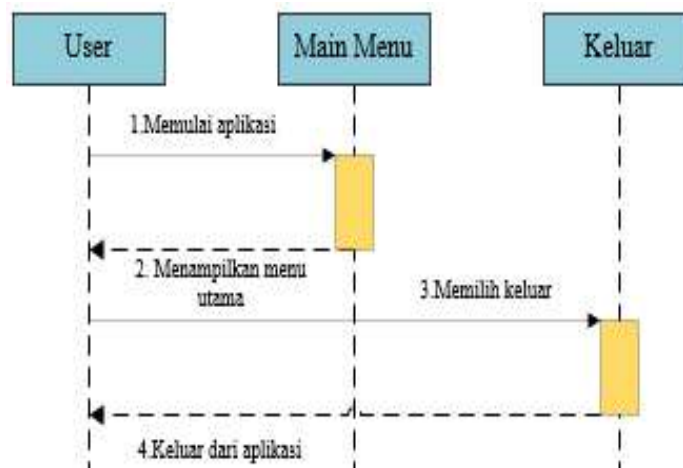 User
Main Menu
Keluar
1.Memulai aplikasi
2. Menampilkan menu
utama
3.Memilih keluar
4.Keluar dari aplikasi